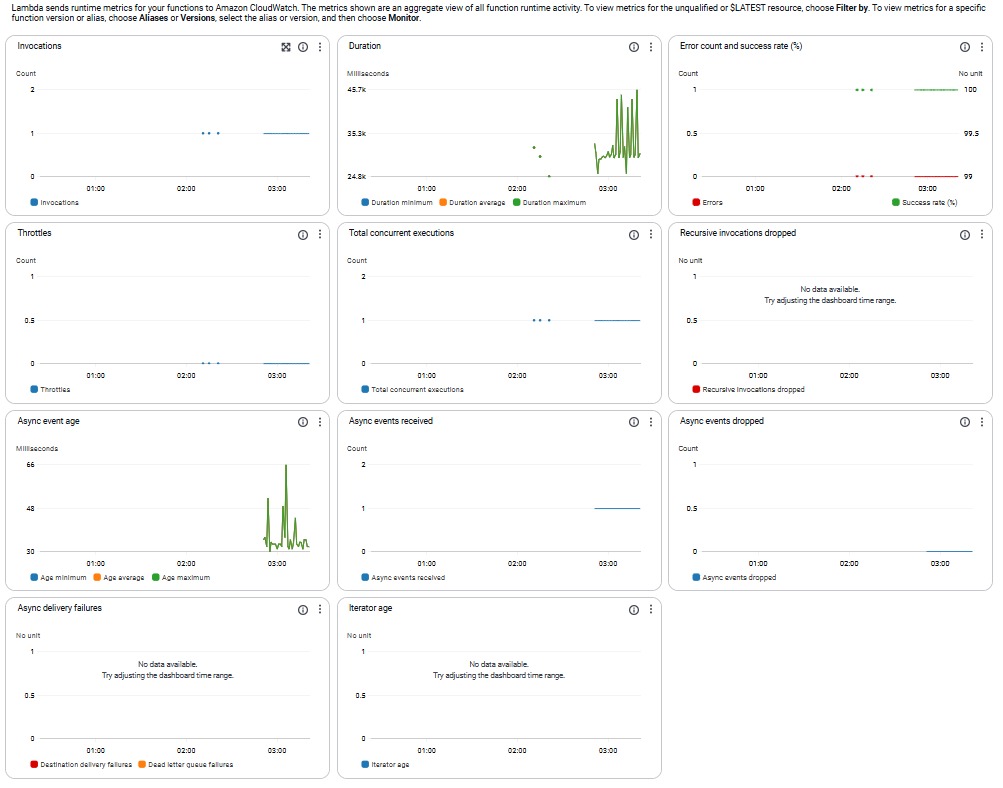 Lambda sends runtime metrics for your functions to Amazon CloudWatch. The metrics shown are an aggregate view of all function runtime activity. To view metrics for the unqualified or $LATEST resource, choose Filter by. To view metrics for a specific
function version or alias, choose Aliases or Versions, select the alias or version, and then choose Monitor.
Invocations
Count
2
1
0
01:00 02:00 03:00
Invocations
Duration
Milliseconds
45.7k
35.3k
24.8k
01:00 02:00 03:00
Duration minimum Duration average Duration maximum
Error count and success rate (%)
Count No unit
1 100
0.5 99.5
0 99
01:00 02:00 03:00
Errors Success rate (%)
Throttles
Count
1
0.5
0
01:00 02:00 03:00
Throttles
Total concurrent executions
Count
2
1
0
01:00 02:00 03:00
Total concurrent executions
Recursive invocations dropped
No unit
1
No data available.
Try adjusting the dashboard time range.
0.5
0
01:00 02:00 03:00
Recursive invocations dropped
Async event age
Milliseconds
66
48
30
01:00 02:00 03:00
Age minimum Age average Age maximum
Async events received
Count
2
1
0
01:00 02:00 03:00
Async events received
Async events dropped
Count
1
0.5
0
01:00 02:00 03:00
Async events dropped
Async delivery failures
No unit
1
No data available.
Try adjusting the dashboard time range.
0.5
0
01:00 02:00 03:00
Destination delivery failures Dead letter queue failures
Iterator age
No unit
1
No data available.
Try adjusting the dashboard time range.
0.5
0
01:00 02:00 03:00
Iterator age